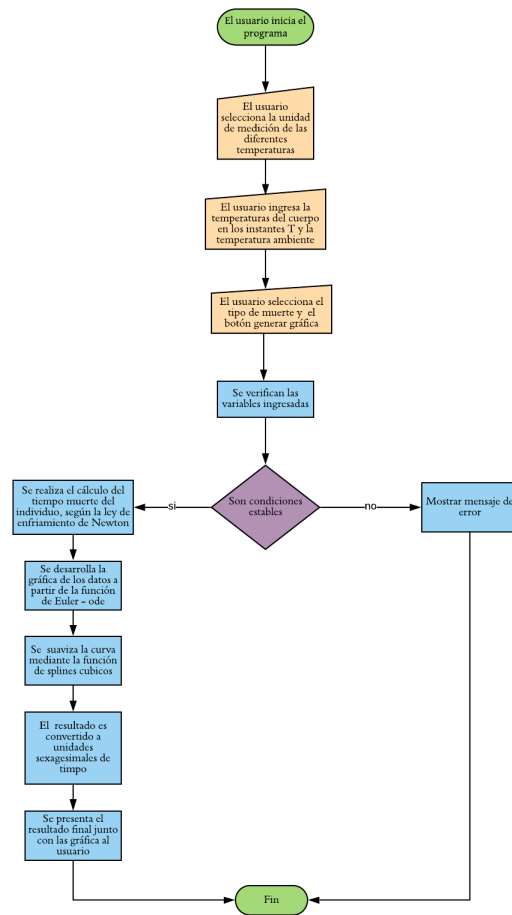 El usuario inicia el
programa
El usuario
selecciona la unidad
de medición de las
diferentes
temperaturas
El usuario ingresa la
temperaturas del cuerpo
en los instantes T y la
temperatura ambiente
El usuario selecciona el
tipo de muerte y el
botón generar gráfica
Se verifican las
variables ingresadas
Son condiciones
estables
si
no
Se realiza el cálculo del
tiempo muerte del
individuo, según la ley de
enfriamiento de Newton
Mostrar mensaje de
error
Se desarrolla la
gráfica de los datos a
partir de la función
de Euler - ode
Se suaviza la curva
mediante la función
de splines cubicos
El resultado es
convertido a
unidades
sexagesimales de
timpo
Se presenta el
resultado final junto
con las gráfica al
usuario
Fin